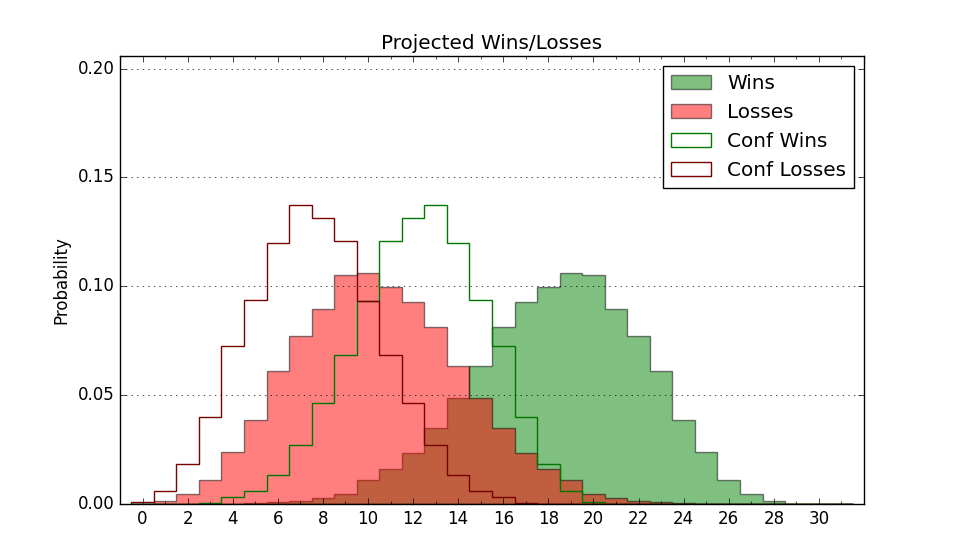 Projected Wins/Losses
Wins
Losses
Conf Wins
Conf Losses
Probability
0.20
0.15
0.10
0.05
0.00
0 2 4 6 8 10 12 14 16 18 20 22 24 26 28 30